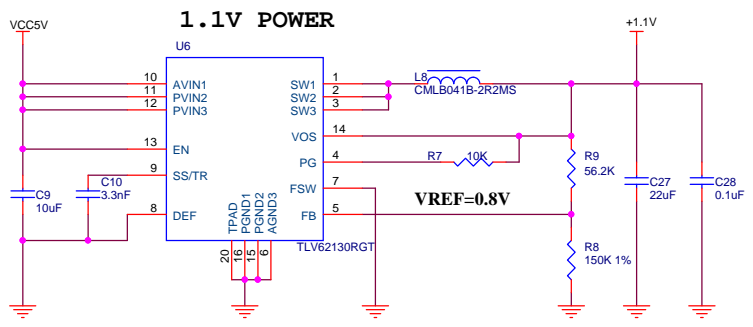 1.1V POWER
VCC5V
+1.1V
U6
10 AVIN1 SW1 1
11 PVIN2 SW2 2
12 PVIN3 SW3 3
L8
CMLB041B-2R2MS
VOS 14
13 EN
PG 4
R7 10K
9 SS/TR
C10
3.3nF
C9
10uF
FSW 7
8 DEF
FB 5
VREF=0.8V
TPAD
PGND1
PGND2
AGND3
20
16
15
6
TLV62130RGT
R9
56.2K
R8
150K 1%
C27
22uF
C28
0.1uF